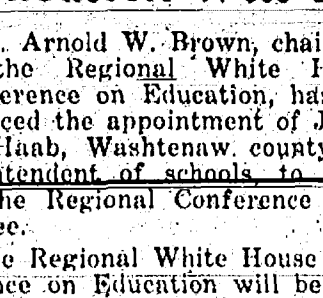 . Arnold W. Brown, chai
the Regional White H
erence on Education, ha
ced the appointment of J
Haab, Washtenaw county
ntendent of schools, to
he Regional Conference
ee.
e Regional White House
nce on Education will be